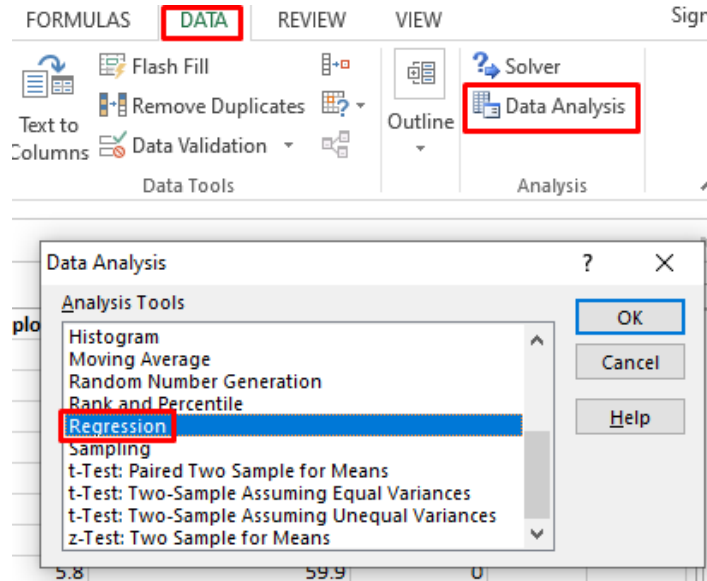 FORMULAS DATA REVIEW VIEW Sign
Flash Fill
Remove Duplicates
Data Validation
Text to
Columns
Outline
Solver
Data Analysis
Data Tools
Analysis
Data Analysis ? X
Analysis Tools
plo
Histogram
Moving Average
Random Number Generation
Rank and Percentile
Regression
Sampling
t-Test: Paired Two Sample for Means
t-Test: Two-Sample Assuming Equal Variances
t-Test: Two-Sample Assuming Unequal Variances
z-Test: Two Sample for Means
OK
Cancel
Help
5.8 59.9 0